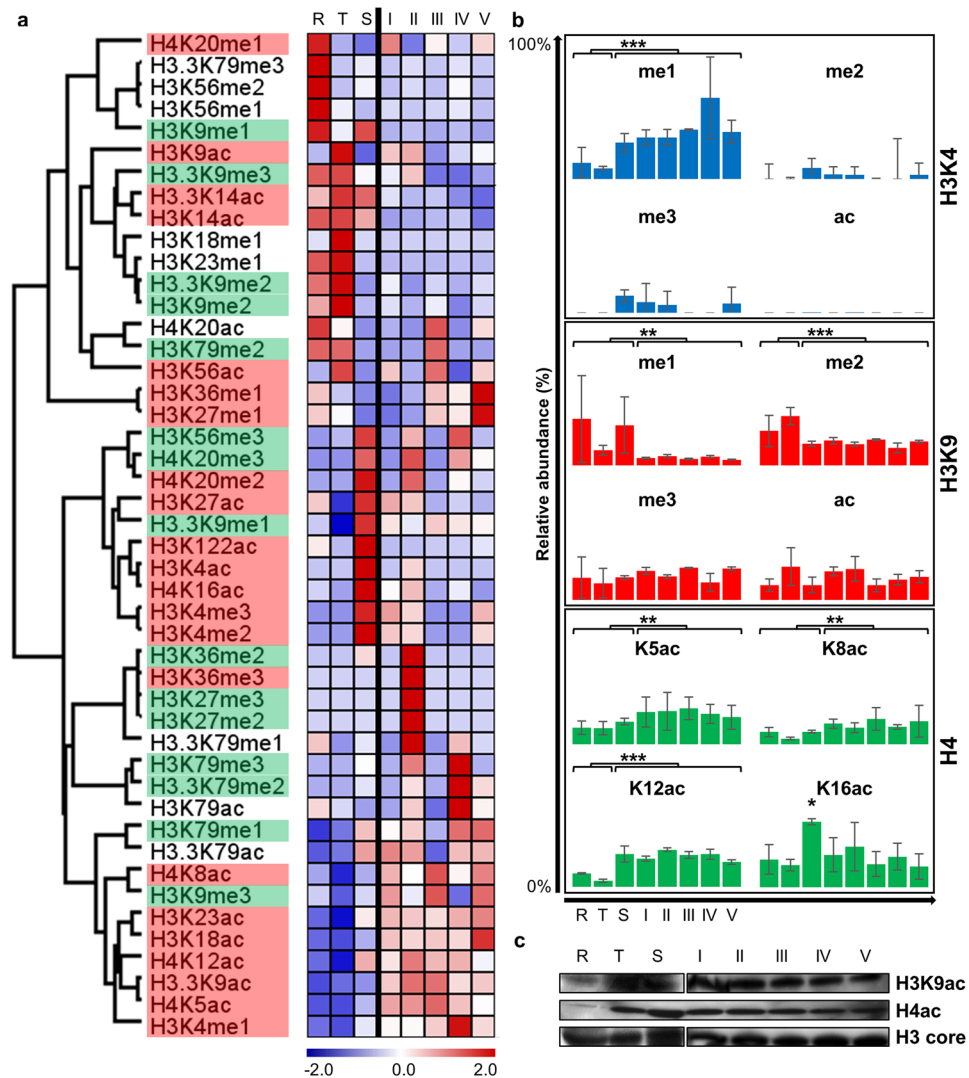 a
R T S I II III IV V
H4K20me1
H3.3K79me3
H3K56me2
H3K56me1
H3K9me1
H3K9ac
H3.3K9me3
H3.3K14ac
H3K14ac
H3K18me1
H3K23me1
H3.3K9me2
H3K9me2
H4K20ac
H3K79me2
H3K56ac
H3K36me1
H3K27me1
H3K56me3
H4K20me3
H4K20me2
H3K27ac
H3.3K9me1
H3K122ac
H3K4ac
H4K16ac
H3K4me3
H3K4me2
H3K36me2
H3K36me3
H3K27me3
H3K27me2
H3.3K79me1
H3K79me3
H3.3K79me2
H3K79ac
H3K79me1
H3.3K79ac
H4K8ac
H3K9me3
H3K23ac
H3K18ac
H4K12ac
H3.3K9ac
H4K5ac
H3K4me1
-2.0 0.0 2.0
b
100%
Relative abundance (%)
0%
***
me1 me2
me3 ac
H3K4
** ***
me1 me2
me3 ac
H3K9
** **
K5ac K8ac
***
K12ac K16ac
*
H4
R T S I II III IV V
c
R T S I II III IV V
H3K9ac
H4ac
H3 core